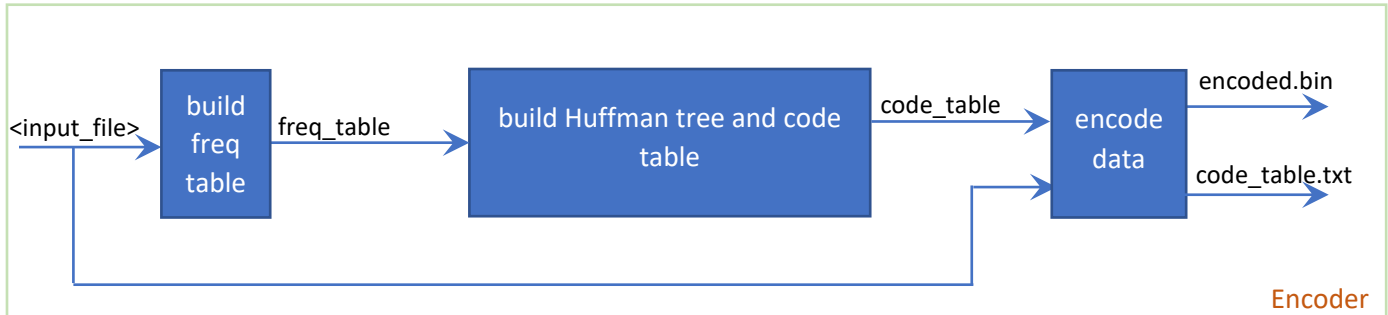 <input_file>
build
freq
table
freq_table
build Huffman tree and code
table
code_table
encode
data
encoded.bin
code_table.txt
Encoder